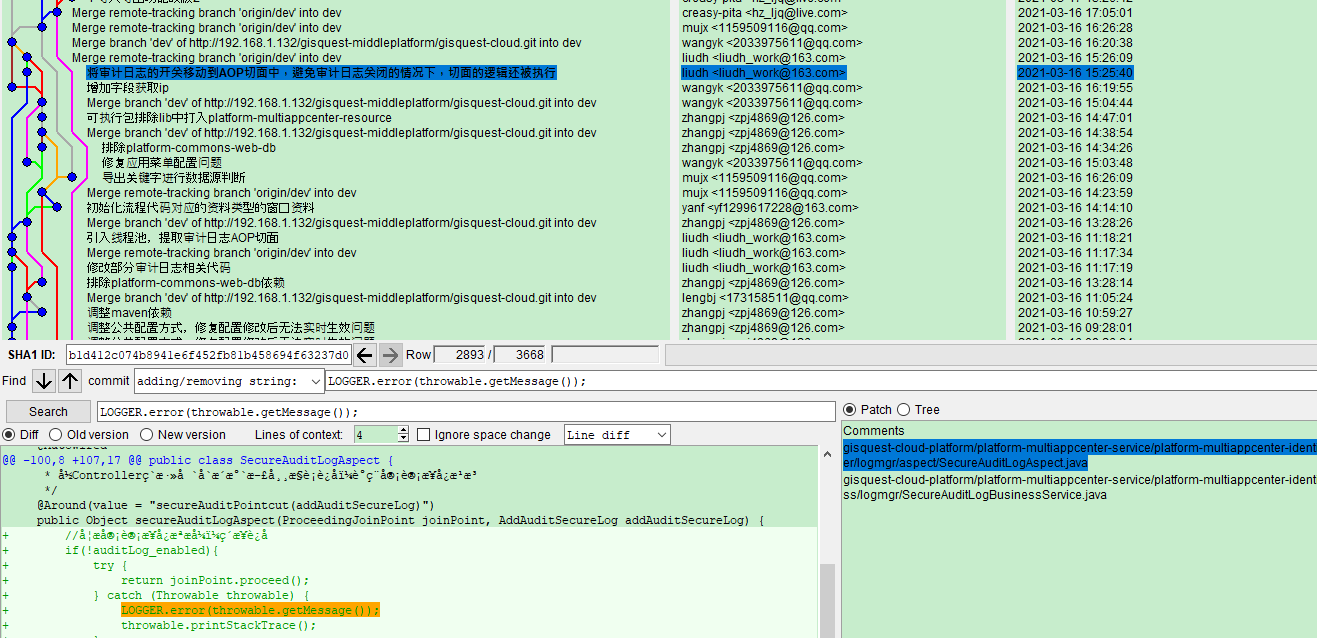 creasy-pita <hz_ljq@live.com>
Merge remote-tracking branch 'origin/dev' into dev creasy-pita <hz_ljq@live.com> 2021-03-16 17:05:01
Merge remote-tracking branch 'origin/dev' into dev mujx <1159509116@qq.com> 2021-03-16 16:26:28
Merge branch 'dev' of http://192.168.1.132/gisquest-middleplatform/gisquest-cloud.git into dev wangyk <2033975611@qq.com> 2021-03-16 16:20:38
Merge remote-tracking branch 'origin/dev' into dev liudh <liudh_work@163.com> 2021-03-16 15:26:09
将审计日志的开关移动到AOP切面中，避免审计日志关闭的情况下，切面的逻辑还被执行 liudh <liudh_work@163.com> 2021-03-16 15:25:40
增加字段获取ip wangyk <2033975611@qq.com> 2021-03-16 16:19:55
Merge branch 'dev' of http://192.168.1.132/gisquest-middleplatform/gisquest-cloud.git into dev wangyk <2033975611@qq.com> 2021-03-16 15:04:44
可执行包排除lib中打入platform-multiappcenter-resource zhangpj <zpj4869@126.com> 2021-03-16 14:47:01
Merge branch 'dev' of http://192.168.1.132/gisquest-middleplatform/gisquest-cloud.git into dev zhangpj <zpj4869@126.com> 2021-03-16 14:38:54
排除platform-commons-web-db zhangpj <zpj4869@126.com> 2021-03-16 14:34:26
修复应用菜单配置问题 wangyk <2033975611@qq.com> 2021-03-16 15:03:48
导出关键字进行数据源判断 mujx <1159509116@qq.com> 2021-03-16 16:26:09
Merge remote-tracking branch 'origin/dev' into dev mujx <1159509116@qq.com> 2021-03-16 14:23:59
初始化流程代码对应的资料类型的窗口资料 yanf <yf1299617228@163.com> 2021-03-16 14:14:10
Merge branch 'dev' of http://192.168.1.132/gisquest-middleplatform/gisquest-cloud.git into dev zhangpj <zpj4869@126.com> 2021-03-16 13:28:26
引入线程池，提取审计日志AOP切面 liudh <liudh_work@163.com> 2021-03-16 11:18:21
Merge remote-tracking branch 'origin/dev' into dev liudh <liudh_work@163.com> 2021-03-16 11:17:34
修改部分审计日志相关代码 liudh <liudh_work@163.com> 2021-03-16 11:17:19
排除platform-commons-web-db依赖 zhangpj <zpj4869@126.com> 2021-03-16 13:28:14
Merge branch 'dev' of http://192.168.1.132/gisquest-middleplatform/gisquest-cloud.git into dev lengbj <173158511@qq.com> 2021-03-16 11:05:24
调整maven依赖 zhangpj <zpj4869@126.com> 2021-03-16 10:59:27
调整公共配置方式，修复配置修改后无法实时生效问题 zhangpj <zpj4869@126.com> 2021-03-16 09:28:01
SHA1 ID: b1d412c074b8941e6f452fb81b458694f63237d0 Row 2893 / 3668
Find commit adding/removing string: LOGGER.error(throwable.getMessage());
Search LOGGER.error(throwable.getMessage());
Diff Old version New version Lines of context: 4 Ignore space change Line diff
Patch Tree
Comments
gisquest-cloud-platform/platform-multiappcenter-service/platform-multiappcenter-ident
er/logmgr/aspect/SecureAuditLogAspect.java
gisquest-cloud-platform/platform-multiappcenter-service/platform-multiappcenter-ident
ss/logmgr/SecureAuditLogBusinessService.java
@@ -100,8 +107,17 @@ public class SecureAuditLogAspect {
*/
@Around(value = "secureAuditPointcut(addAuditSecureLog)")
public Object secureAuditLogAspect(ProceedingJoinPoint joinPoint, AddAuditSecureLog addAuditSecureLog) {
+ if(!auditLog_enabled){
+ try {
+ return joinPoint.proceed();
+ } catch (Throwable throwable) {
+ LOGGER.error(throwable.getMessage());
+ throwable.printStackTrace();